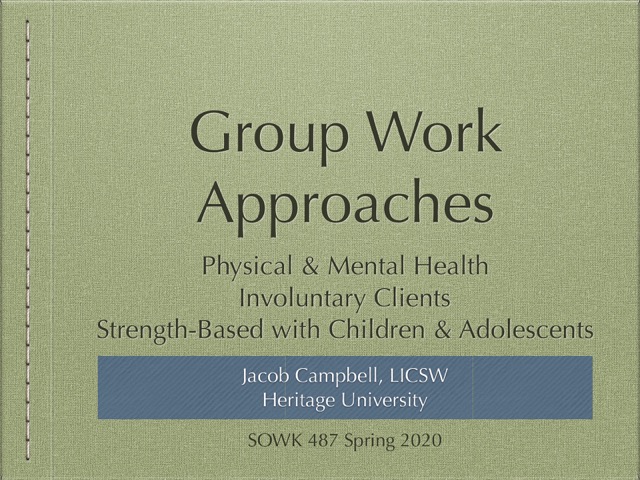 Group Work
Approaches
Physical & Mental Health
Involuntary Clients
Strength-Based with Children & Adolescents
Jacob Campbell, LICSW
Heritage University
SOWK 487 Spring 2020